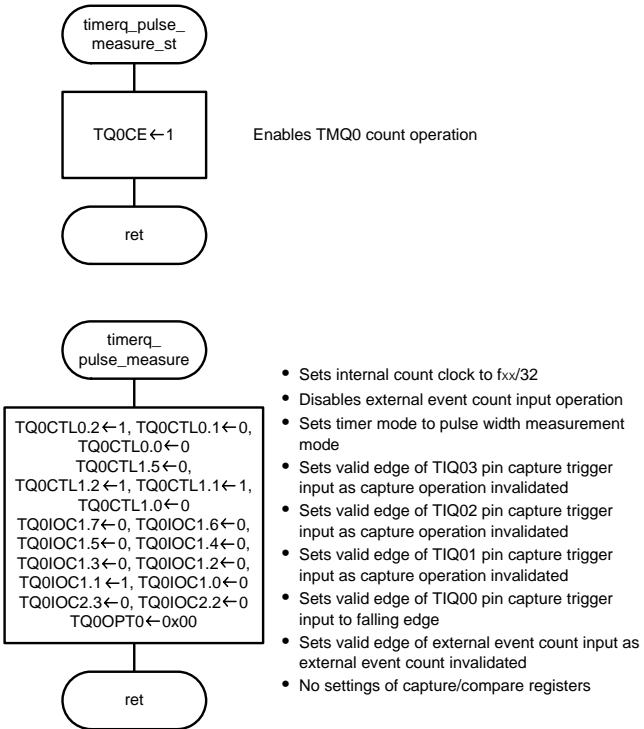 timerq_pulse_
measure_st
TQ0CE←1
Enables TMQ0 count operation
ret
timerq_
pulse_measure
TQ0CTL0.2←1, TQ0CTL0.1←0,
TQ0CTL0.0←0
TQ0CTL1.5←0,
TQ0CTL1.2←1, TQ0CTL1.1←1,
TQ0CTL1.0←0
TQ0IOC1.7←0, TQ0IOC1.6←0,
TQ0IOC1.5←0, TQ0IOC1.4←0,
TQ0IOC1.3←0, TQ0IOC1.2←0,
TQ0IOC1.1←1, TQ0IOC1.0←0
TQ0IOC2.3←0, TQ0IOC2.2←0
TQ0OPT0←0x00
• Sets internal count clock to fxx/32
• Disables external event count input operation
• Sets timer mode to pulse width measurement
mode
• Sets valid edge of TIQ03 pin capture trigger
input as capture operation invalidated
• Sets valid edge of TIQ02 pin capture trigger
input as capture operation invalidated
• Sets valid edge of TIQ01 pin capture trigger
input as capture operation invalidated
• Sets valid edge of TIQ00 pin capture trigger
input to falling edge
• Sets valid edge of external event count input as
external event count invalidated
• No settings of capture/compare registers
ret